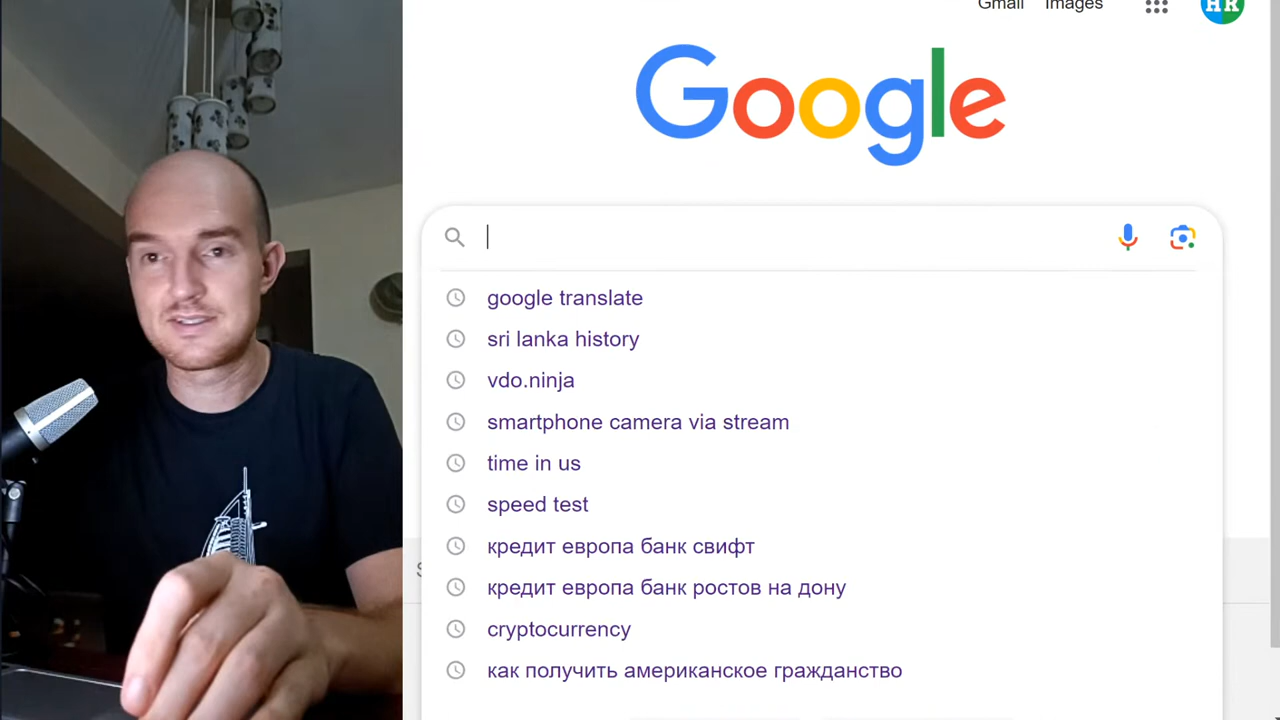 Gmail Images
HR
Google
google translate
sri lanka history
vdo.ninja
smartphone camera via stream
time in us
speed test
кредит европа банк свифт
кредит европа банк ростов на дону
cryptocurrency
как получить американское гражданство